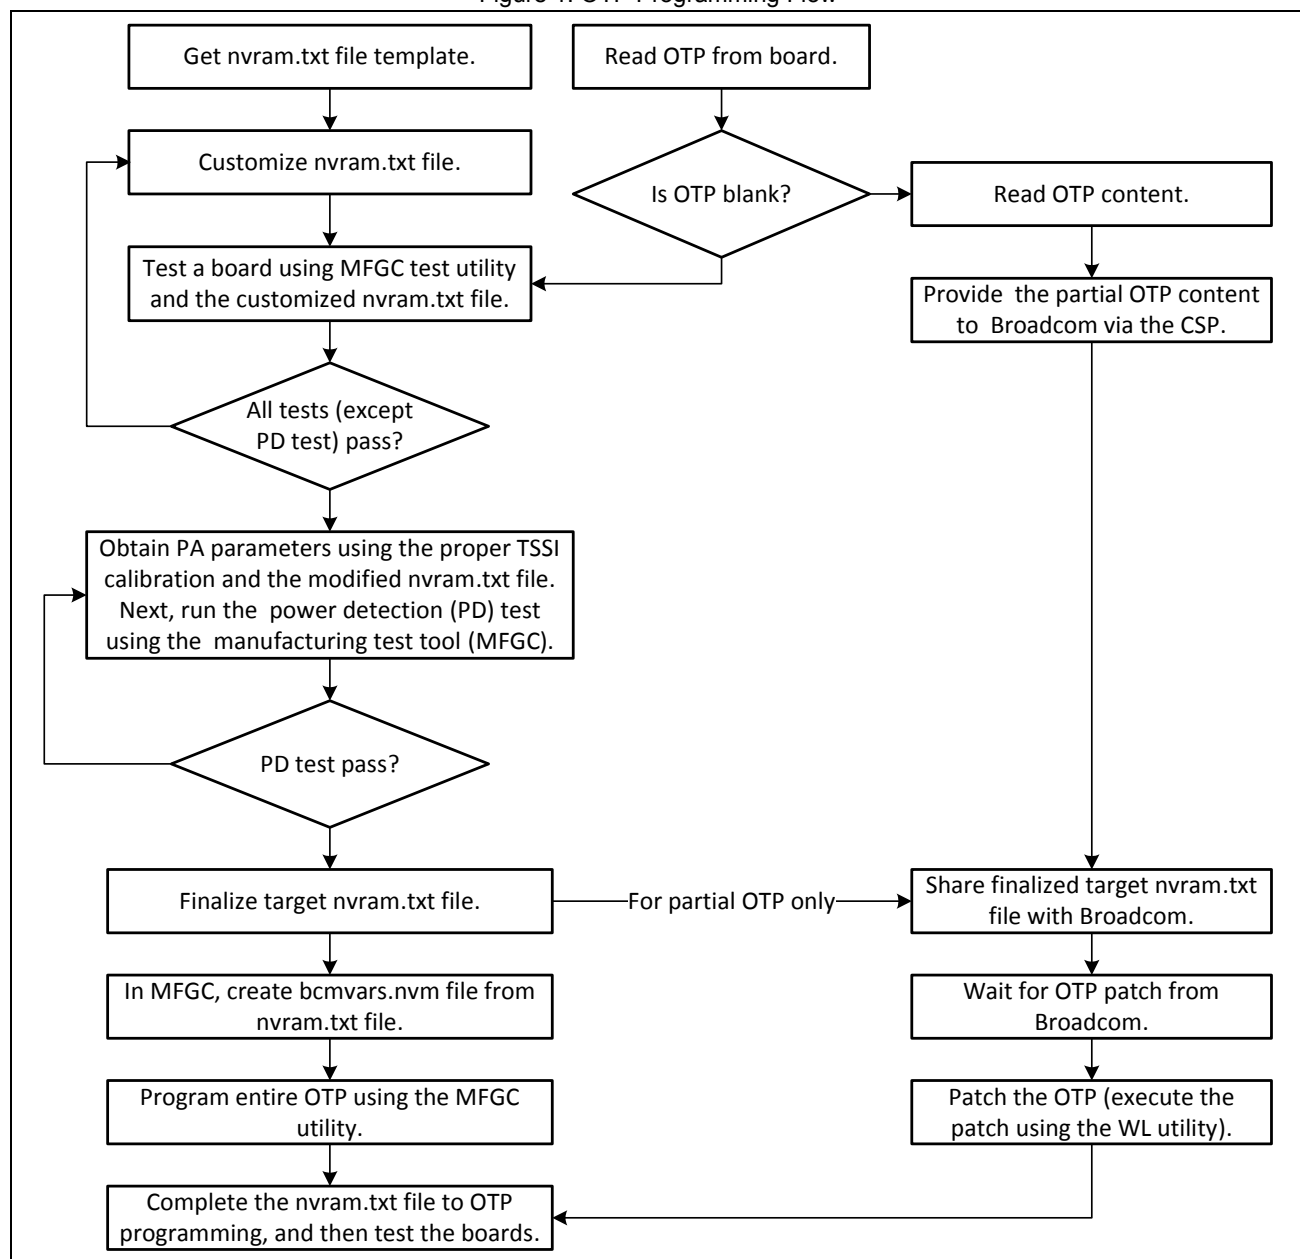 Figure 1: OTP Programming Flow
Get nvram.txt file template.
Read OTP from board.
Customize nvram.txt file.
Is OTP blank?
Read OTP content.
Test a board using MFGC test utility
and the customized nvram.txt file.
Provide the partial OTP content
to Broadcom via the CSP.
All tests (except
PD test) pass?
Obtain PA parameters using the proper TSSI
calibration and the modified nvram.txt file.
Next, run the power detection (PD) test
using the manufacturing test tool (MFGC).
PD test pass?
Finalize target nvram.txt file.
For partial OTP only
Share finalized target nvram.txt
file with Broadcom.
In MFGC, create bcmvars.nvm file from
nvram.txt file.
Wait for OTP patch from
Broadcom.
Program entire OTP using the MFGC
utility.
Patch the OTP (execute the
patch using the WL utility).
Complete the nvram.txt file to OTP
programming, and then test the boards.